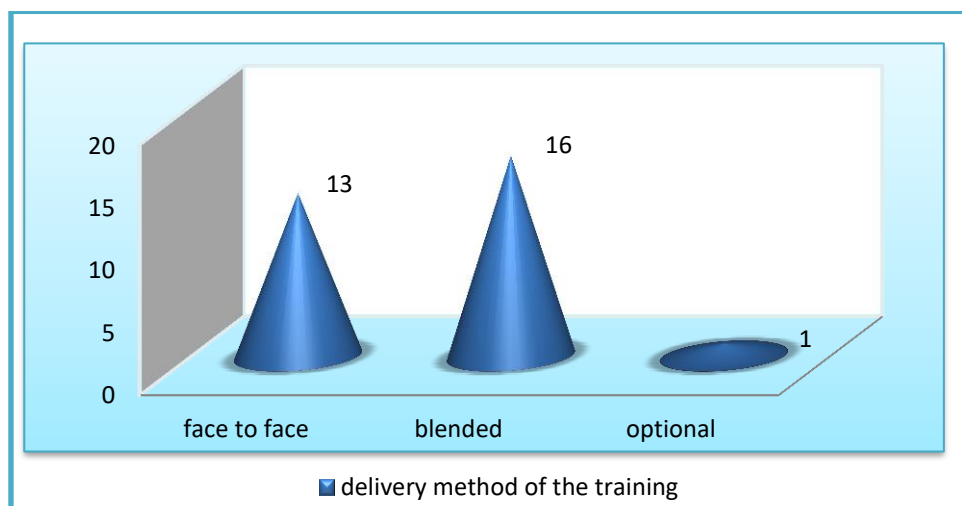 20
15
10
5
0
13
16
1
face to face
blended
optional
delivery method of the training